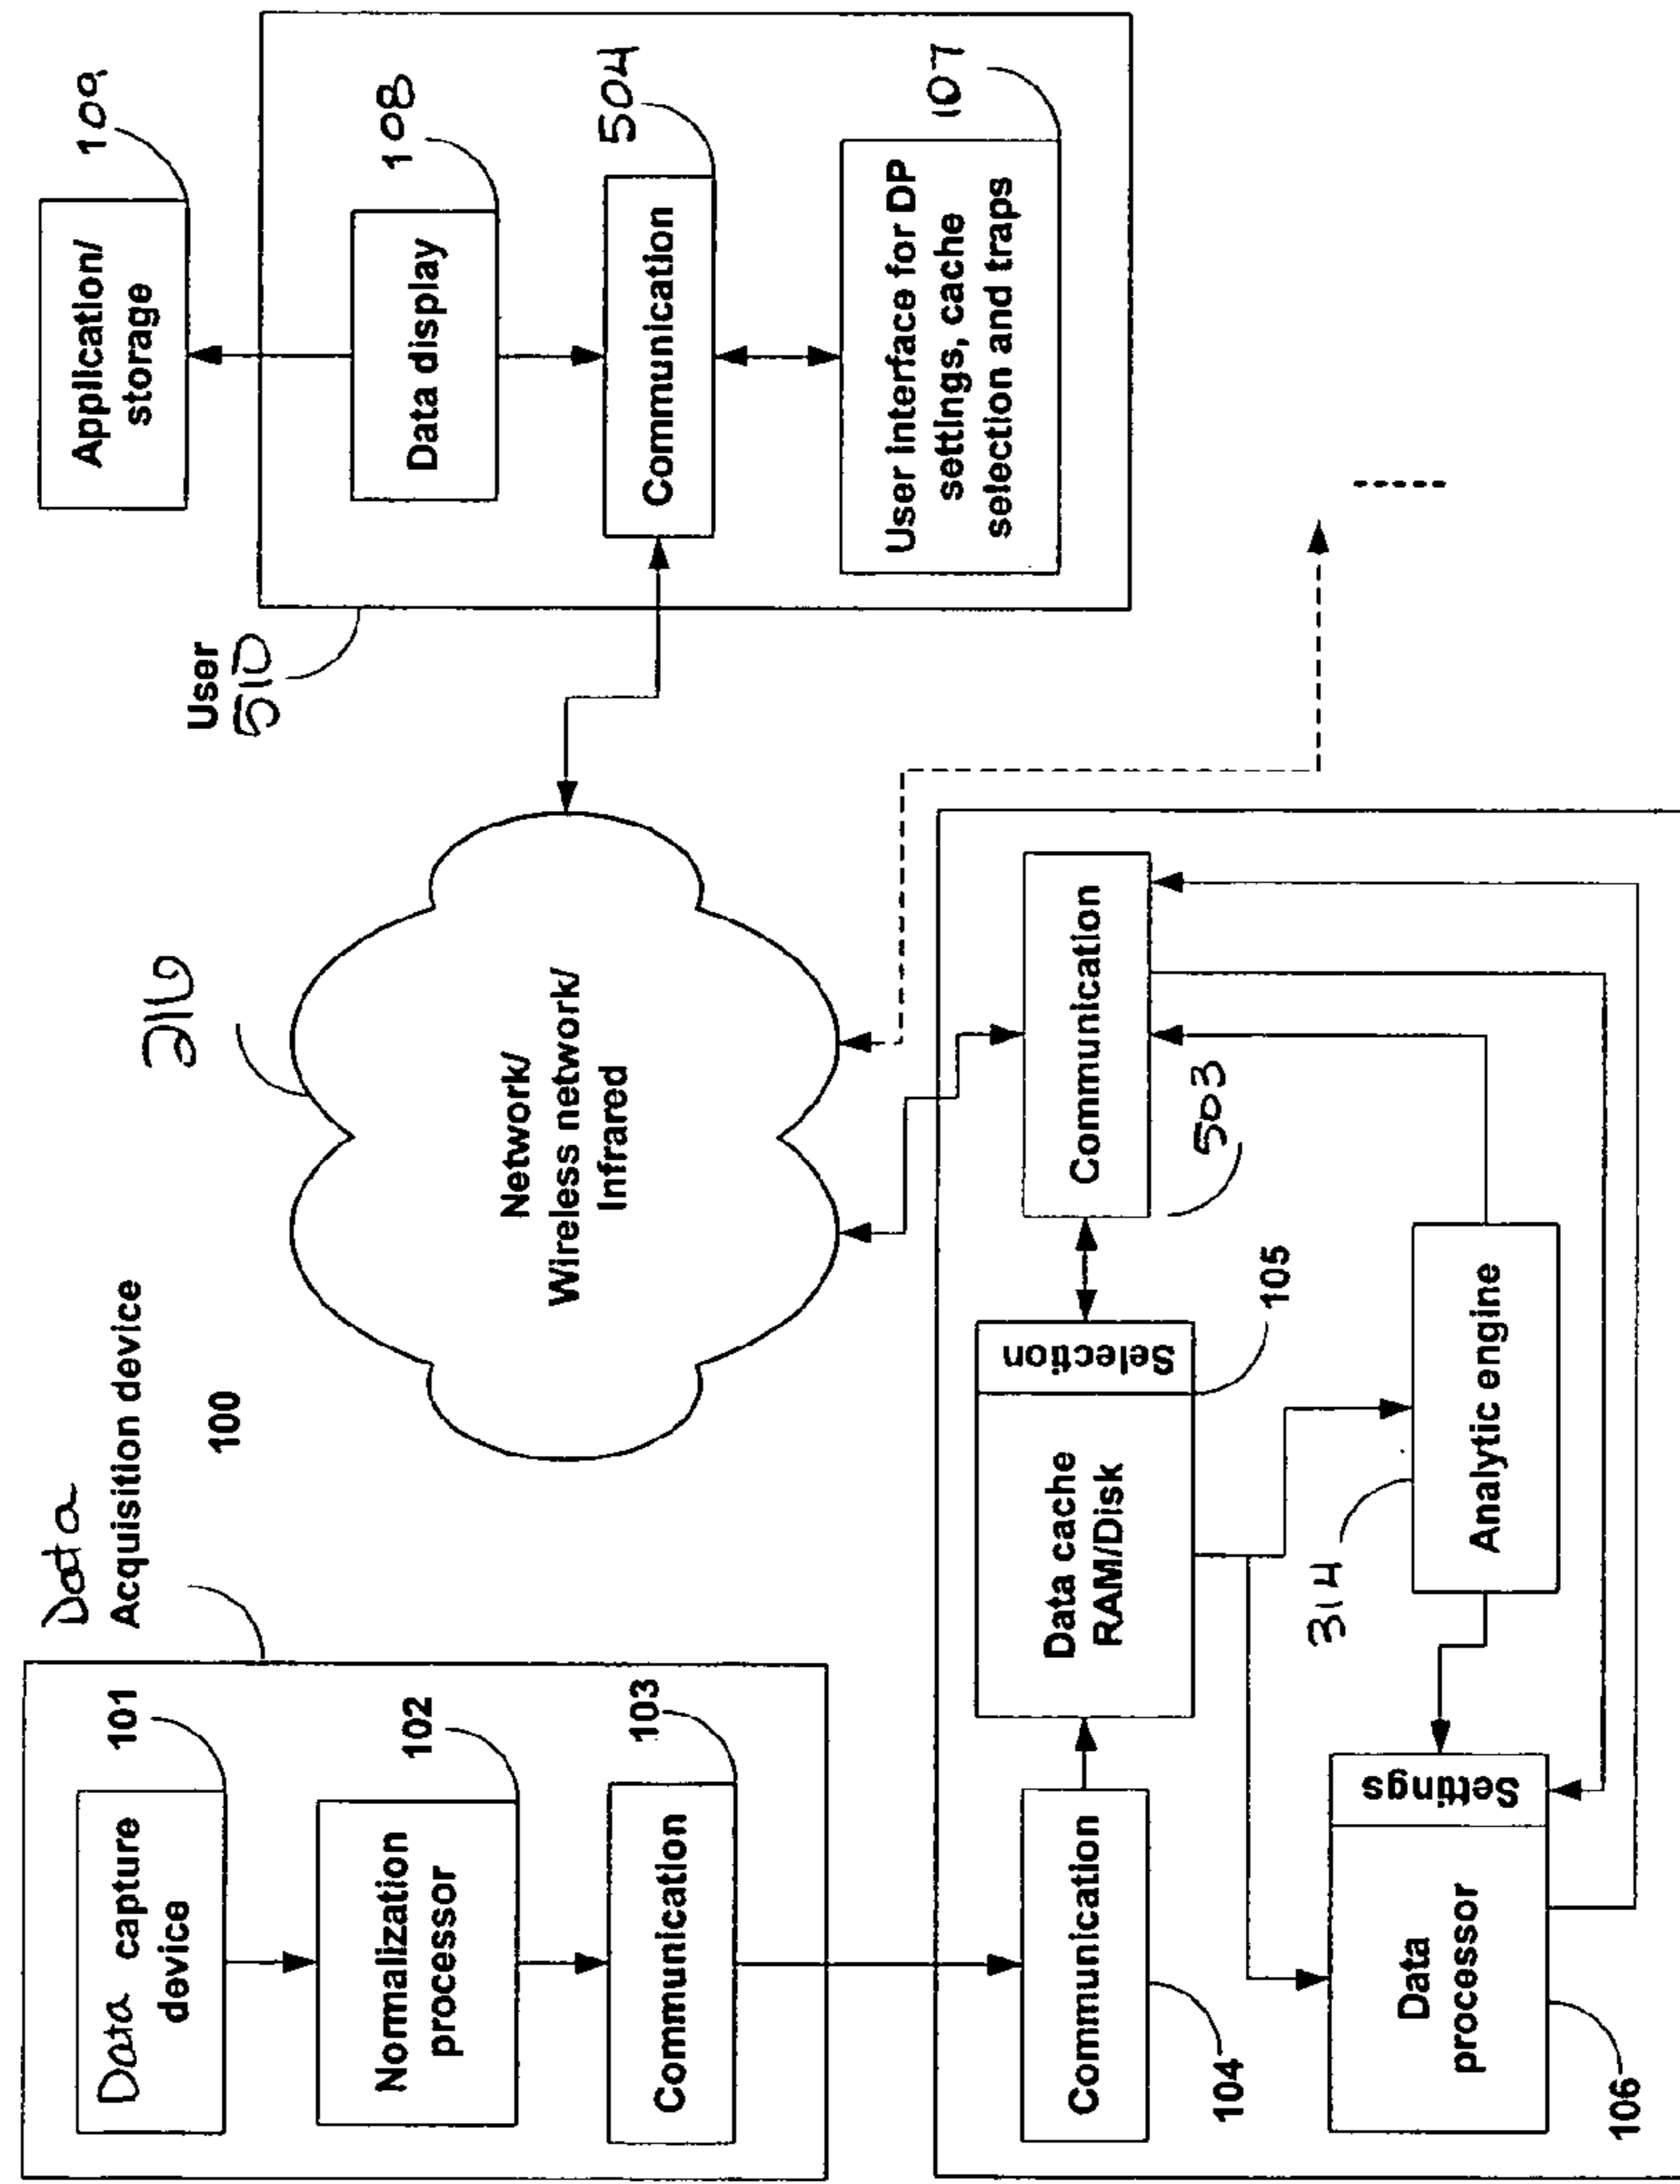 Data
Acquisition device
100
Data capture
device
101
Normalization
processor
102
Communication
103
216
Network/
Wireless network/
Infrared
User
510
Application/
storage
109
Data display
108
Communication
504
User interface for DP
settings, cache
selection and traps
107
Communication
104
Data cache
RAM/Disk
Selection
105
Communication
503
Data
processor
Settings
106
Analytic engine
314